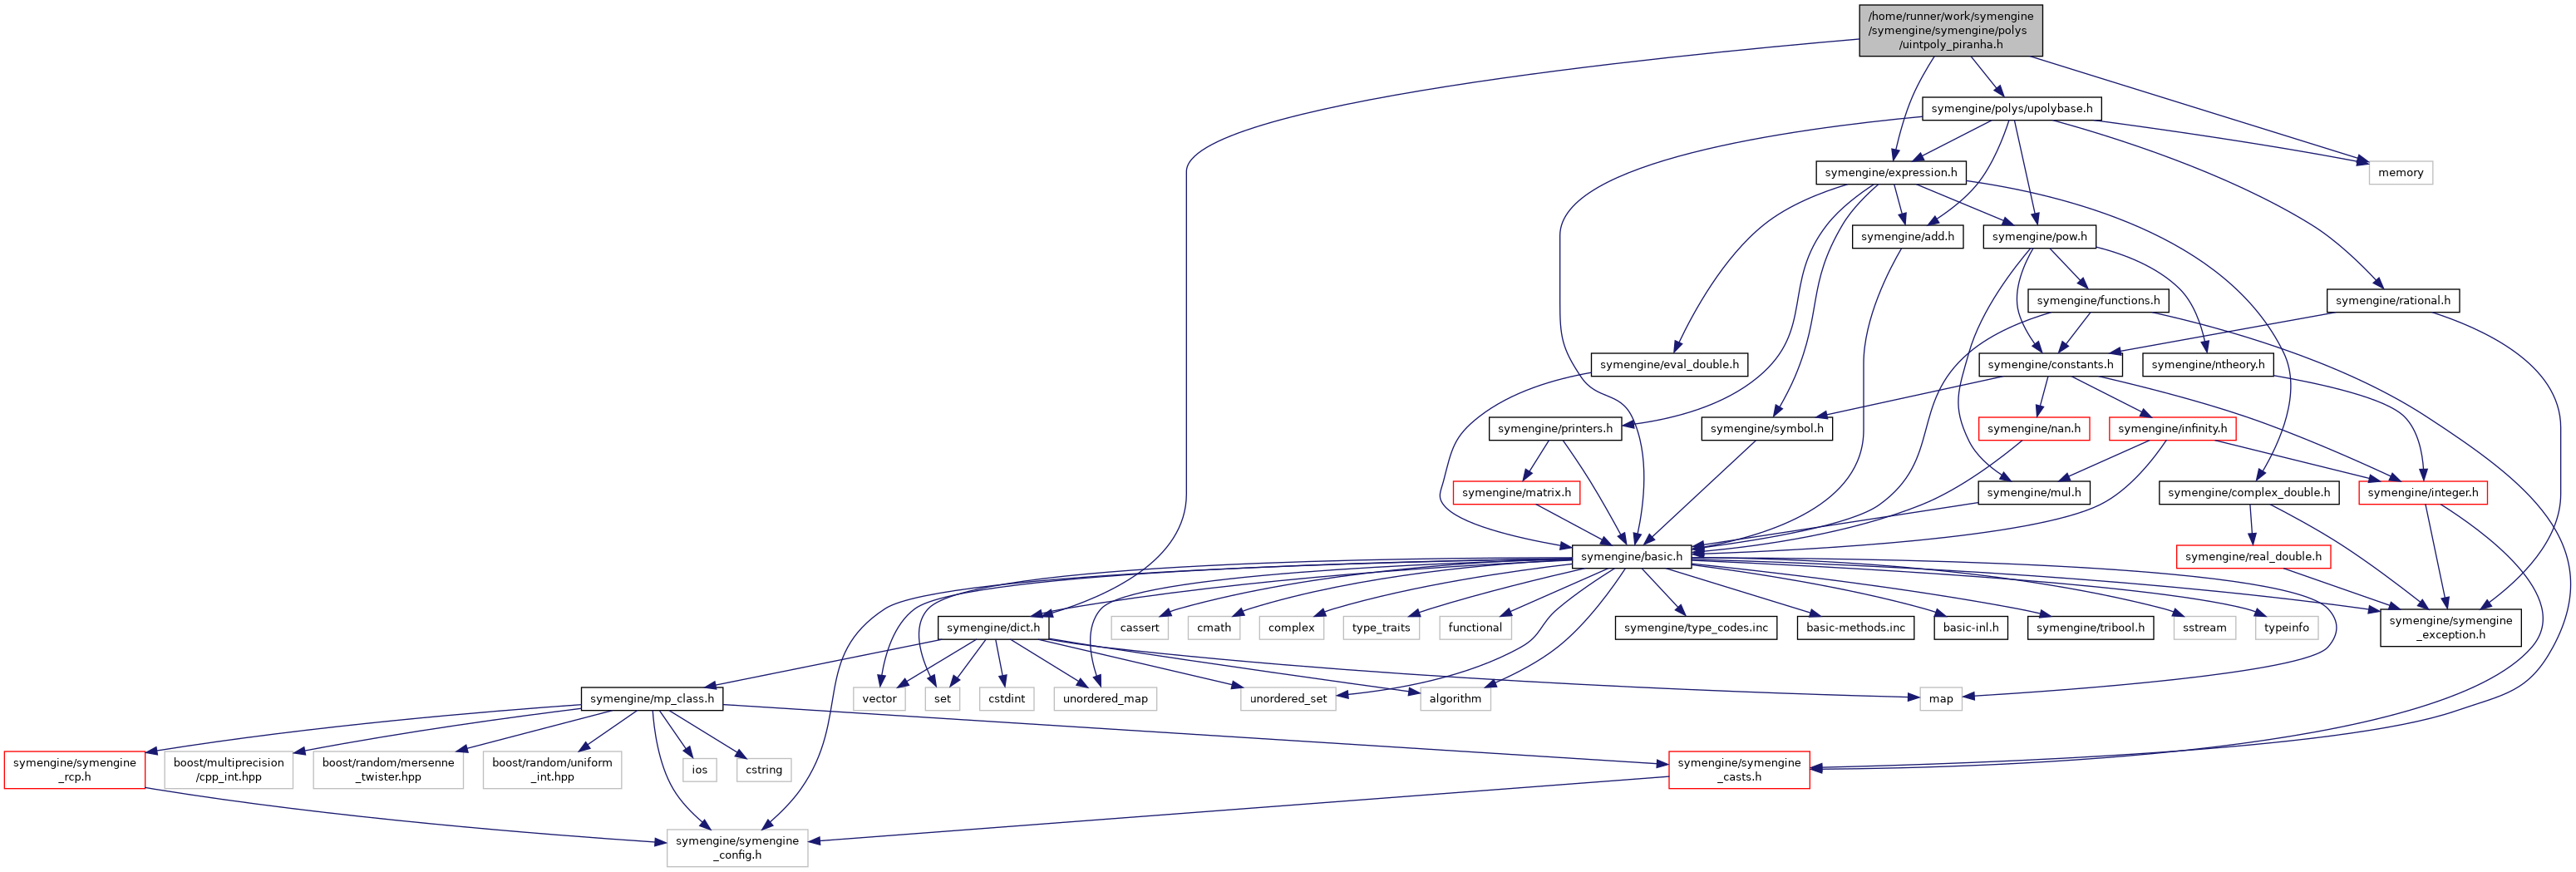 /home/runner/work/symengine
/symengine/symengine/polys
/uintpoly_piranha.h
symengine/polys/upolybase.h
symengine/expression.h
memory
symengine/add.h
symengine/pow.h
symengine/functions.h
symengine/rational.h
symengine/eval_double.h
symengine/constants.h
symengine/ntheory.h
symengine/printers.h
symengine/symbol.h
symengine/nan.h
symengine/infinity.h
symengine/matrix.h
symengine/mul.h
symengine/complex_double.h
symengine/integer.h
symengine/basic.h
symengine/real_double.h
symengine/dict.h
cassert
cmath
complex
type_traits
functional
symengine/type_codes.inc
basic-methods.inc
basic-inl.h
symengine/tribool.h
sstream
typeinfo
symengine/symengine
_exception.h
symengine/mp_class.h
vector
set
cstdint
unordered_map
unordered_set
algorithm
map
symengine/symengine
_rcp.h
boost/multiprecision
/cpp_int.hpp
boost/random/mersenne
_twister.hpp
boost/random/uniform
_int.hpp
ios
cstring
symengine/symengine
_casts.h
symengine/symengine
_config.h